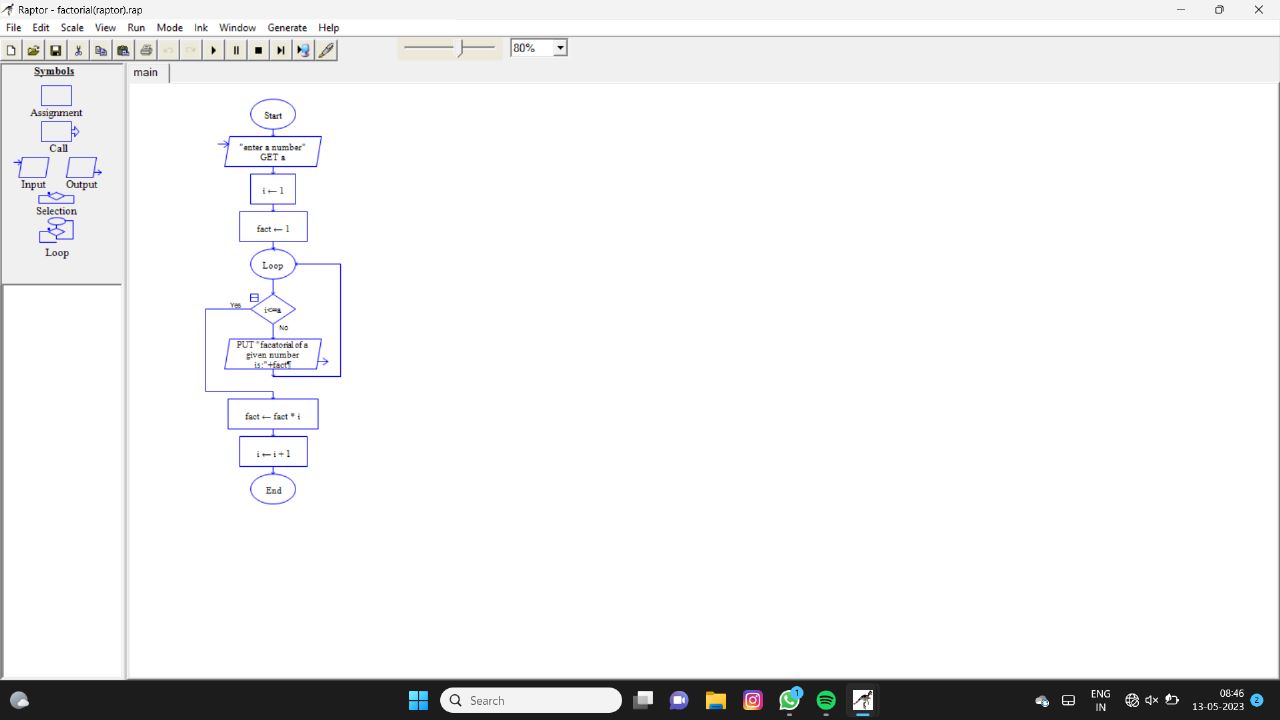 Raptor - factorial(raptor).rap
File Edit Scale View Run Mode Ink Window Generate Help
80%
Symbols
Assignment
Call
Input Output
Selection
Loop
main
Start
"enter a number"
GET a
i ← 1
fact ← 1
Loop
Yes
i<=a
No
PUT "facatorial of a
given number
is:"+fact¶
fact ← fact * i
i ← i + 1
End
Search
1
ENG
IN
08:46
13-05-2023
2